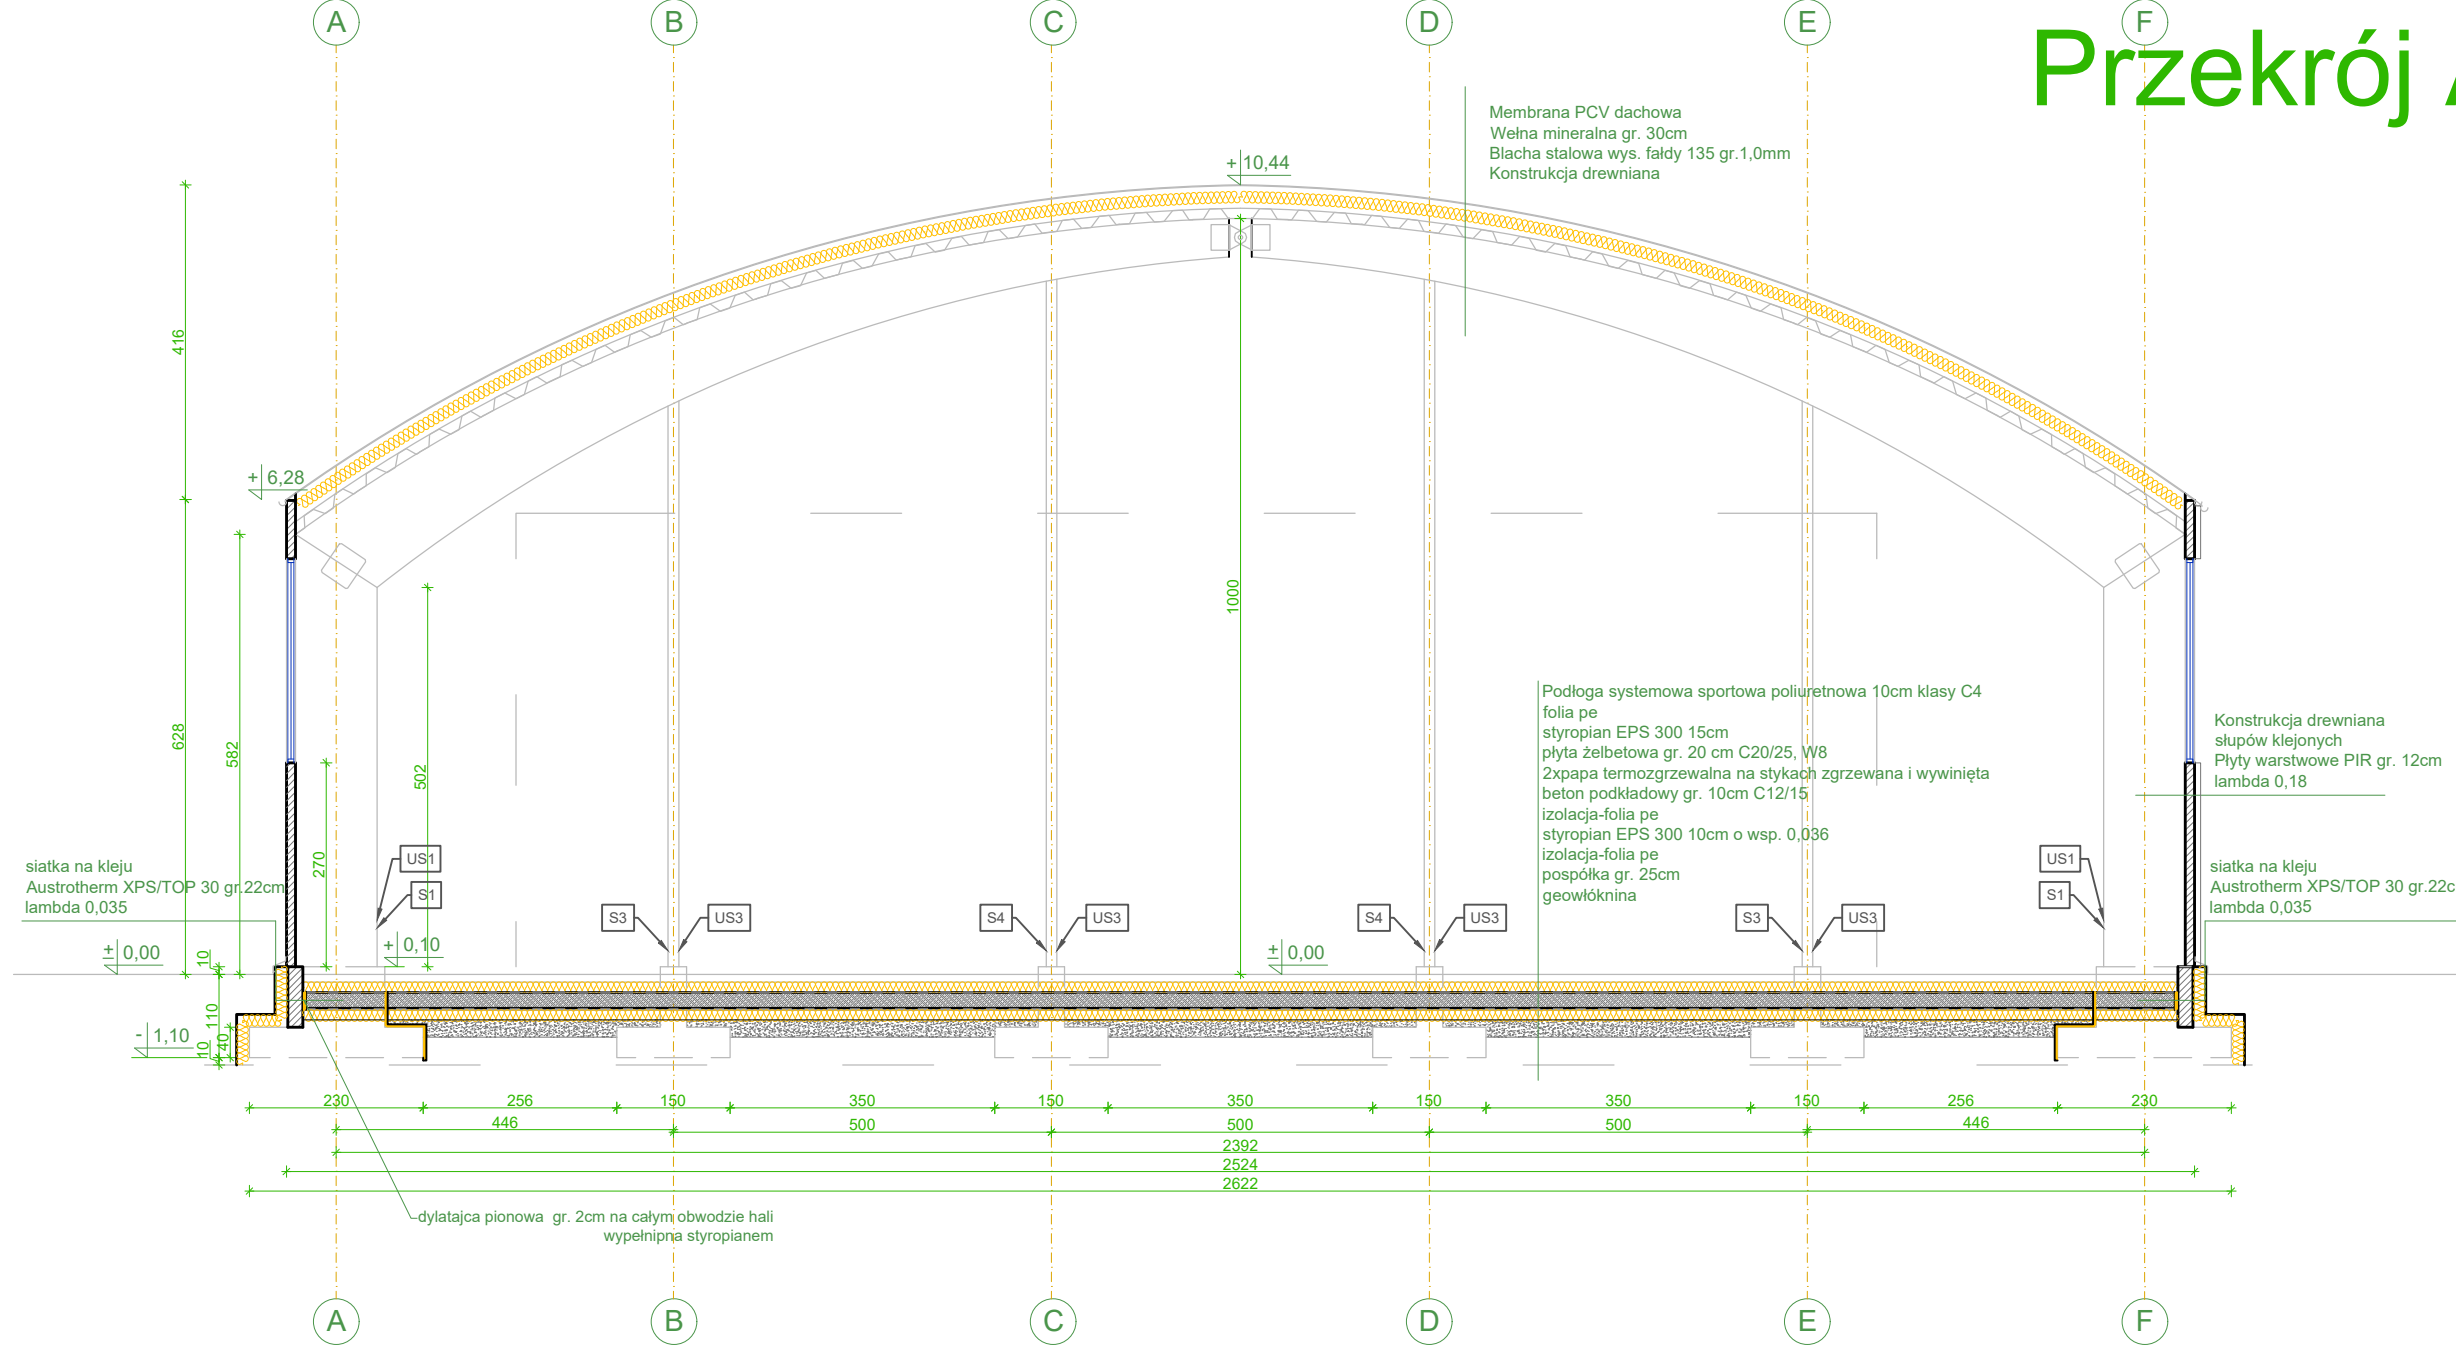 A
B
C
D
E
F
Przekrój
Membrana PCV dachowa
Wełna mineralna gr. 30cm
Blacha stalowa wys. fałdy 135 gr.1,0mm
Konstrukcja drewniana
+ 10,44
416
+ 6,28
628
582
502
270
1000
Podłoga systemowa sportowa poliuretnowa 10cm klasy C4
folia pe
styropian EPS 300 15cm
płyta żelbetowa gr. 20 cm C20/25, W8
2xpapa termozgrzewalna na stykach zgrzewana i wywinięta
beton podkładowy gr. 10cm C12/15
izolacja-folia pe
styropian EPS 300 10cm o wsp. 0,036
izolacja-folia pe
pospółka gr. 25cm
geowłóknina
Konstrukcja drewniana
słupów klejonych
Płyty warstwowe PIR gr. 12cm
lambda 0,18
siatka na kleju
Austrotherm XPS/TOP 30 gr.22cm
lambda 0,035
siatka na kleju
Austrotherm XPS/TOP 30 gr.22c
lambda 0,035
US1
S1
S3
US3
S4
US3
S4
US3
S3
US3
US1
S1
± 0,00
+ 0,10
± 0,00
10
110
40
10
- 1,10
230
256
150
350
150
350
150
350
150
256
230
446
500
500
500
446
2392
2524
2622
dylatajca pionowa gr. 2cm na całym obwodzie hali
wypełnipna styropianem
A
B
C
D
E
F